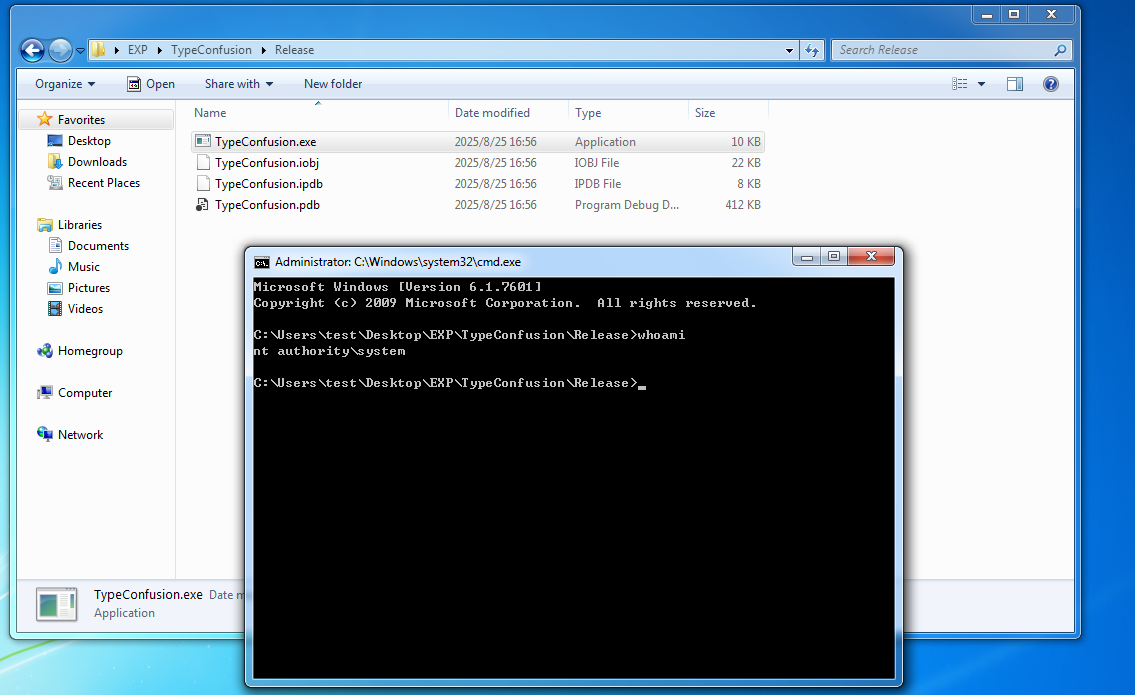 EXP TypeConfusion Release
Search Release
Organize Open Share with New folder
Name Date modified Type Size
Favorites
Desktop
Downloads
Recent Places
Libraries
Documents
Music
Pictures
Videos
Homegroup
Computer
Network
TypeConfusion.exe 2025/8/25 16:56 Application 10 KB
TypeConfusion.iobj 2025/8/25 16:56 IOBJ File 22 KB
TypeConfusion.ipdb 2025/8/25 16:56 IPDB File 8 KB
TypeConfusion.pdb 2025/8/25 16:56 Program Debug D... 412 KB
Administrator: C:\Windows\system32\cmd.exe
Microsoft Windows [Version 6.1.7601]
Copyright (c) 2009 Microsoft Corporation.  All rights reserved.
C:\Users\test\Desktop\EXP\TypeConfusion\Release>whoami
nt authority\system
C:\Users\test\Desktop\EXP\TypeConfusion\Release>
TypeConfusion.exe Date
Application